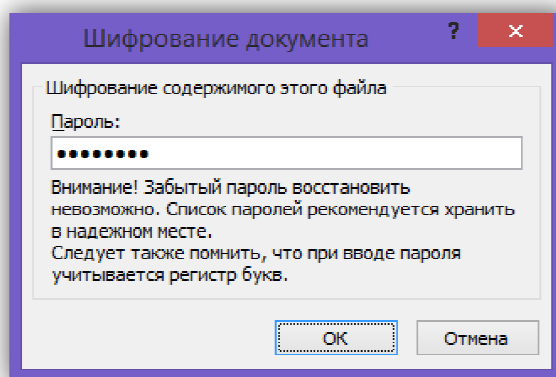 Шифрование документа ?
Шифрование содержимого этого файла
Пароль:
••••••••
Внимание! Забытый пароль восстановить
невозможно. Список паролей рекомендуется хранить
в надежном месте.
Следует также помнить, что при вводе пароля
учитывается регистр букв.
ОК Отмена